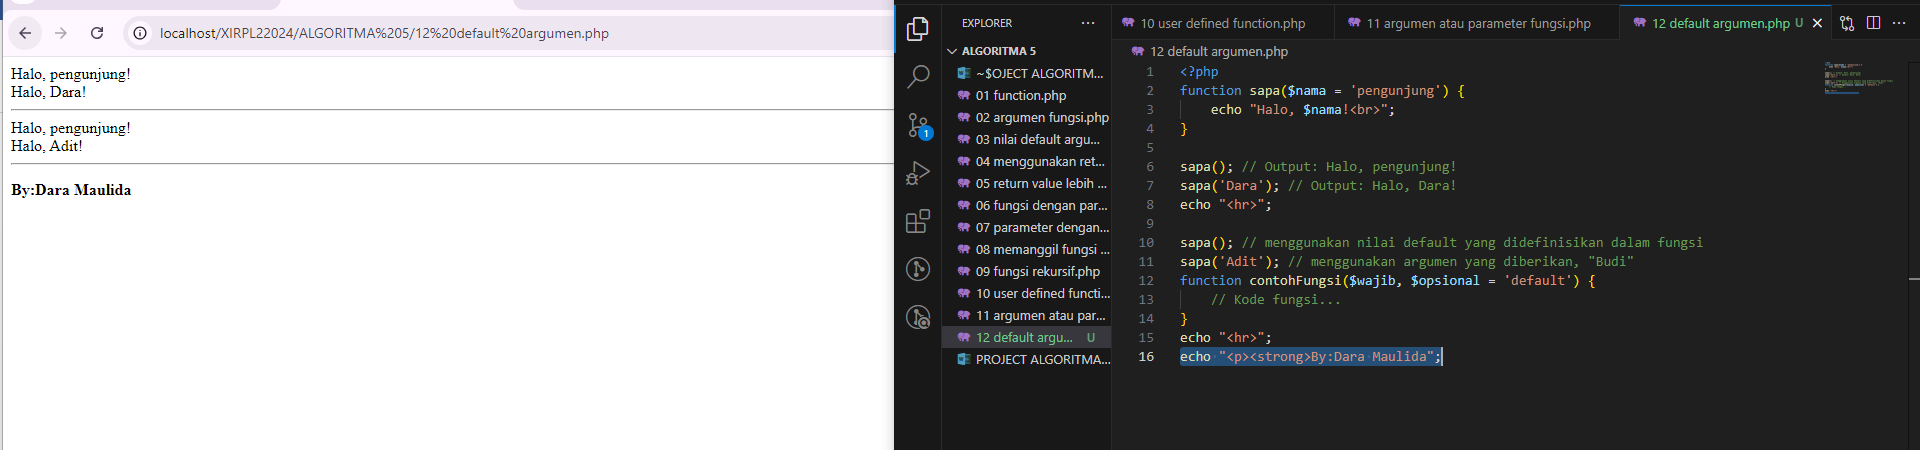 localhost/XIRPL22024/ALGORITMA%205/12%20default%20argumen.php
Halo, pengunjung!
Halo, Dara!
Halo, pengunjung!
Halo, Adit!
By:Dara Maulida
EXPLORER
ALGORITMA 5
~$OJECT ALGORITM...
01 function.php
02 argumen fungsi.php
03 nilai default argu...
04 menggunakan ret...
05 return value lebih ...
06 fungsi dengan par...
07 parameter dengan...
08 memanggil fungsi ...
09 fungsi rekursif.php
10 user defined functi...
11 argumen atau par...
12 default argu... U
PROJECT ALGORITMA...
1
10 user defined function.php
11 argumen atau parameter fungsi.php
12 default argumen.php U
12 default argumen.php
1 <?php
2 function sapa($nama = 'pengunjung') {
3 echo "Halo, $nama!<br>";
4 }
5
6 sapa(); // Output: Halo, pengunjung!
7 sapa('Dara'); // Output: Halo, Dara!
8 echo "<hr>";
9
10 sapa(); // menggunakan nilai default yang didefinisikan dalam fungsi
11 sapa('Adit'); // menggunakan argumen yang diberikan, "Budi"
12 function contohFungsi($wajib, $opsional = 'default') {
13 // Kode fungsi...
14 }
15 echo "<hr>";
16 echo "<p><strong>By:Dara Maulida";